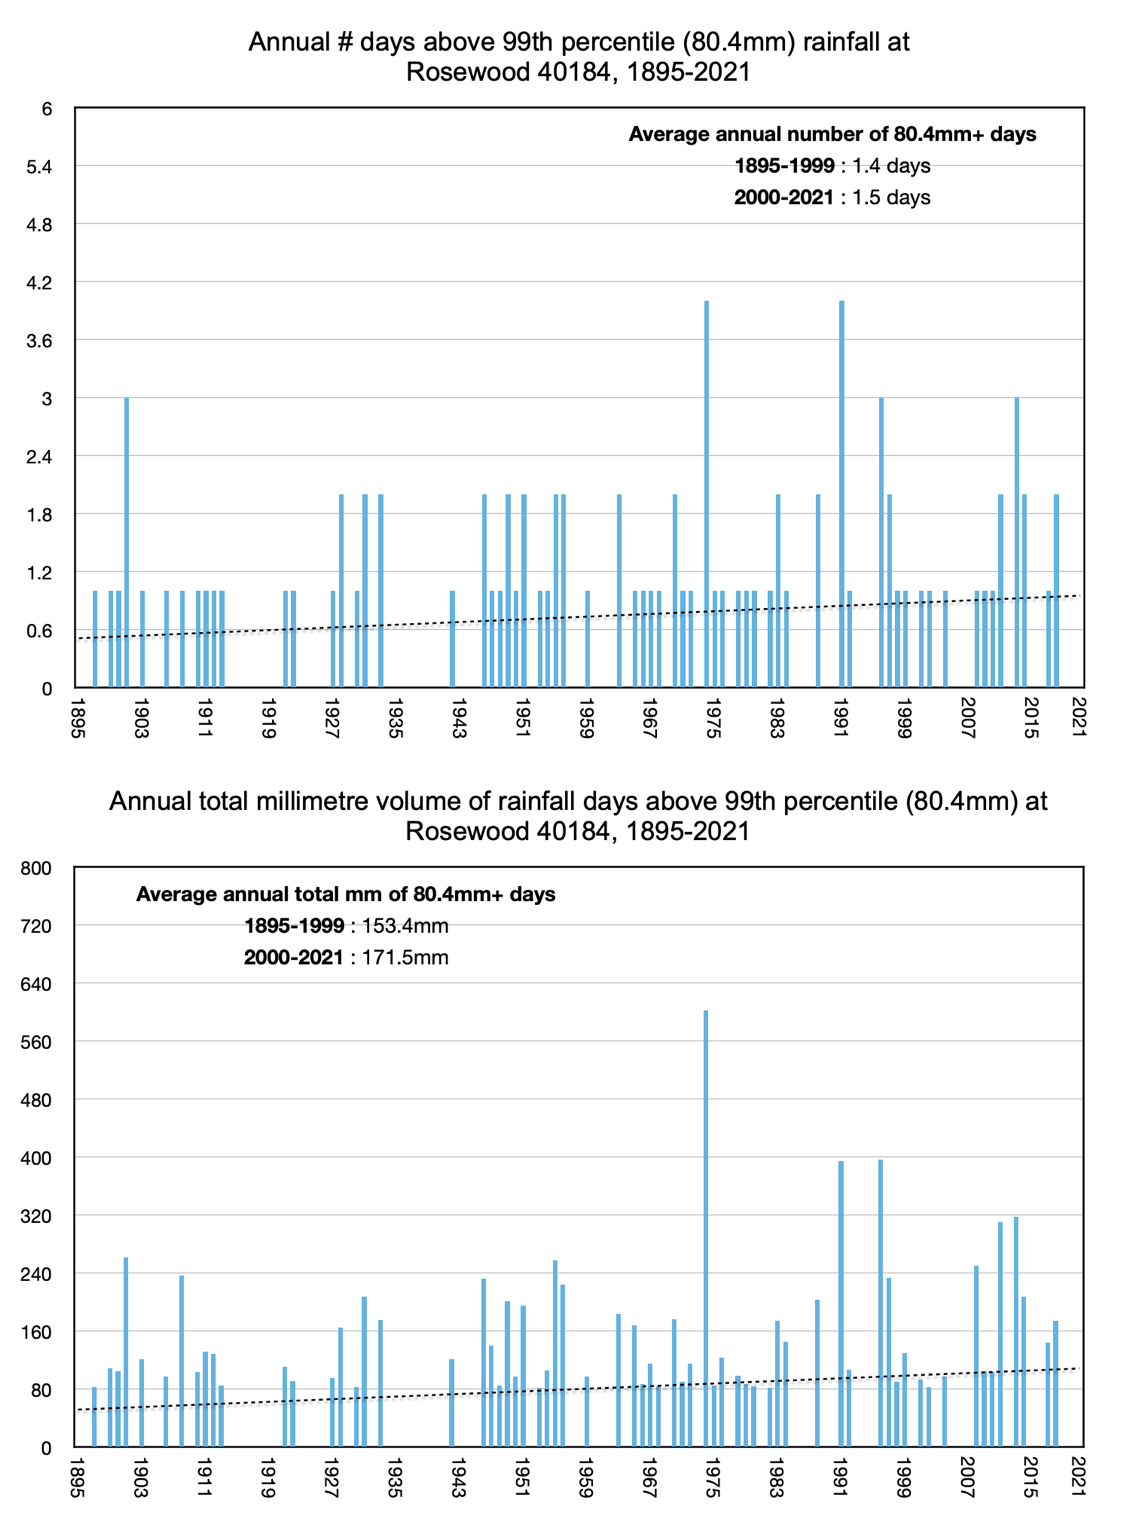 Annual # days above 99th percentile (80.4mm) rainfall at
Rosewood 40184, 1895-2021
6
5.4
4.8
4.2
3.6
3
2.4
1.8
1.2
0.6
0
Average annual number of 80.4mm+ days
1895-1999 : 1.4 days
2000-2021 : 1.5 days
1895 1903 1911 1919 1927 1935 1943 1951 1959 1967 1975 1983 1991 1999 2007 2015 2021
Annual total millimetre volume of rainfall days above 99th percentile (80.4mm) at
Rosewood 40184, 1895-2021
800
720
640
560
480
400
320
240
160
80
0
Average annual total mm of 80.4mm+ days
1895-1999 : 153.4mm
2000-2021 : 171.5mm
1895 1903 1911 1919 1927 1935 1943 1951 1959 1967 1975 1983 1991 1999 2007 2015 2021